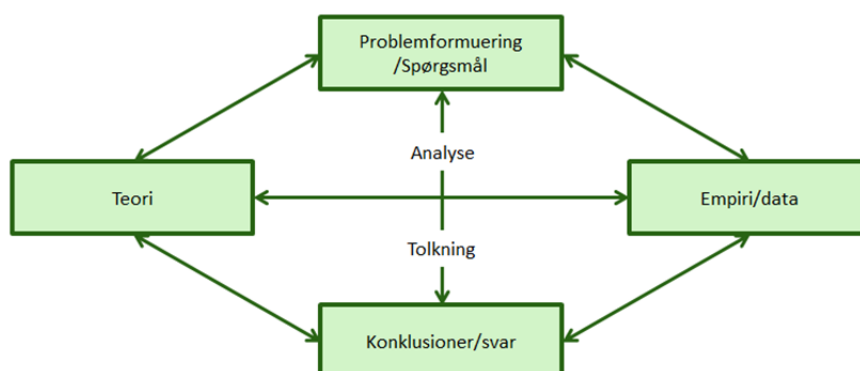 Problemformuering
/Spørgsmål
Analyse
Teori
Empiri/data
Tolkning
Konklusioner/svar